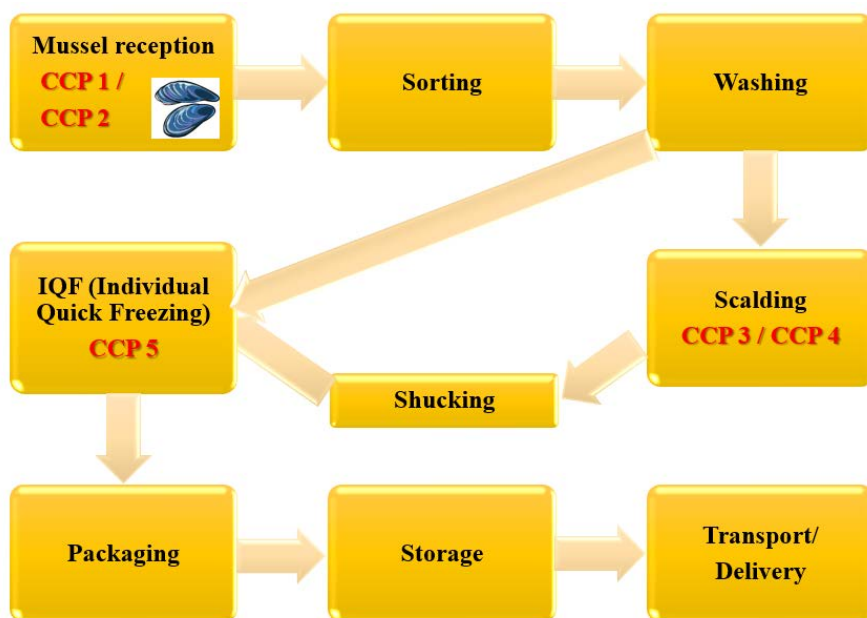 Mussel reception
CCP 1 /
CCP 2
Sorting
Washing
IQF (Individual
Quick Freezing)
CCP 5
Scalding
CCP 3 / CCP 4
Shucking
Packaging
Storage
Transport/
Delivery